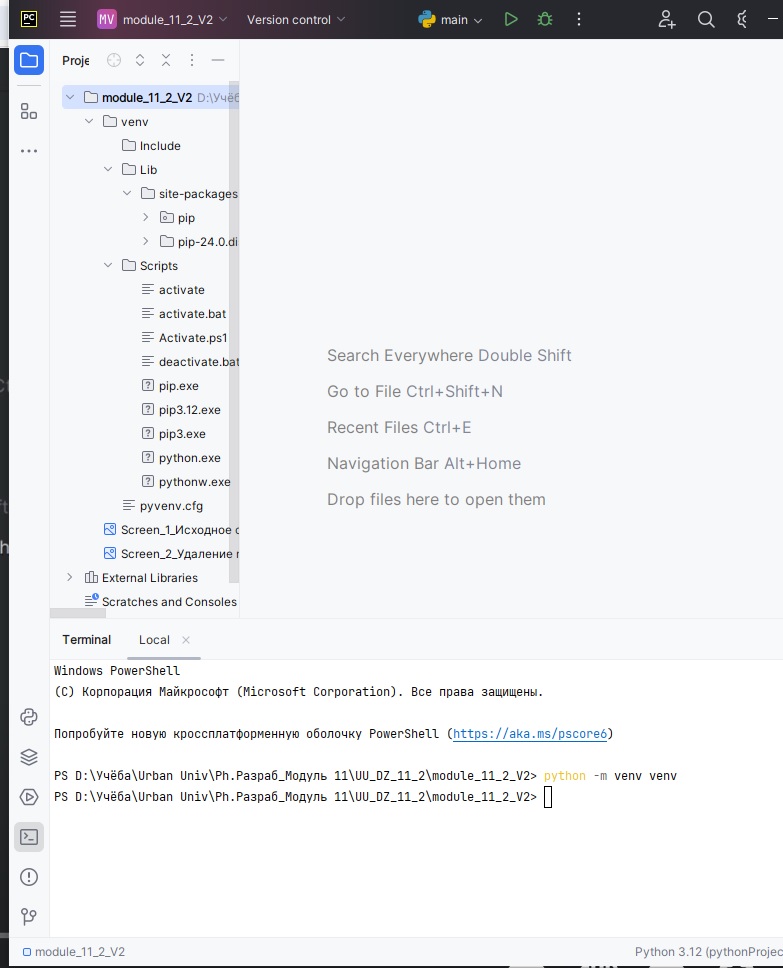 PC
MV module_11_2_V2 Version control main
Proje
module_11_2_V2 D:\Учёб
venv
Include
Lib
site-packages
pip
pip-24.0.di
Scripts
activate
activate.bat
Activate.ps1
deactivate.bat
pip.exe
pip3.12.exe
pip3.exe
python.exe
pythonw.exe
pyvenv.cfg
Screen_1_Исходное с
Screen_2_Удаление
External Libraries
Scratches and Consoles
Search Everywhere Double Shift
Go to File Ctrl+Shift+N
Recent Files Ctrl+E
Navigation Bar Alt+Home
Drop files here to open them
Terminal Local
Windows PowerShell
(C) Корпорация Майкрософт (Microsoft Corporation). Все права защищены.
Попробуйте новую кроссплатформенную оболочку PowerShell (https://aka.ms/pscore6)
PS D:\Учёба\Urban Univ\Ph.Разраб_Модуль 11\UU_DZ_11_2\module_11_2_V2> python -m venv venv
PS D:\Учёба\Urban Univ\Ph.Разраб_Модуль 11\UU_DZ_11_2\module_11_2_V2>
module_11_2_V2
Python 3.12 (pythonProjec